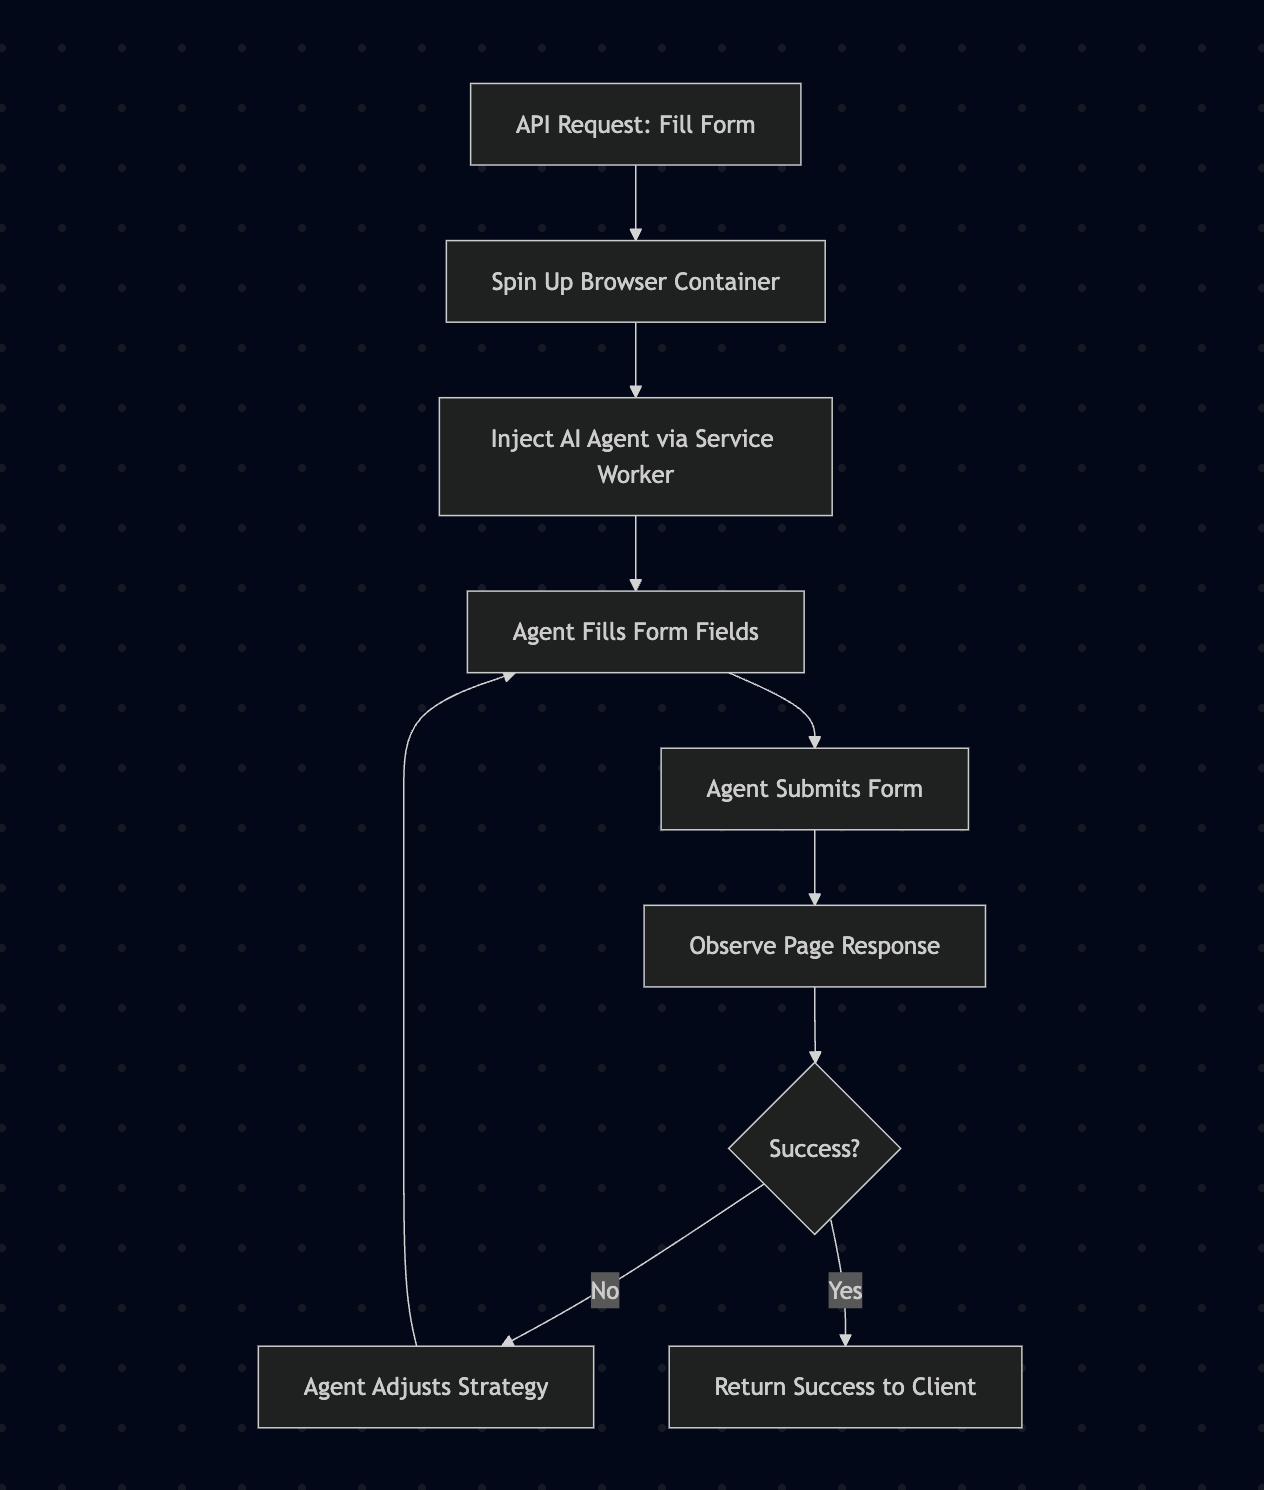 API Request: Fill Form
Spin Up Browser Container
Inject AI Agent via Service
Worker
Agent Fills Form Fields
Agent Submits Form
Observe Page Response
Success?
No
Yes
Agent Adjusts Strategy
Return Success to Client